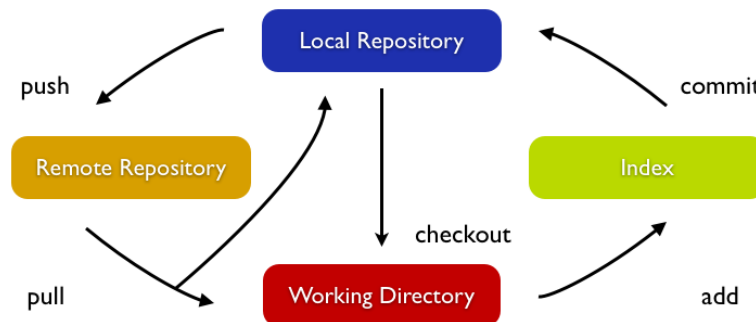 Local Repository
push
commit
Remote Repository
Index
checkout
pull
Working Directory
add